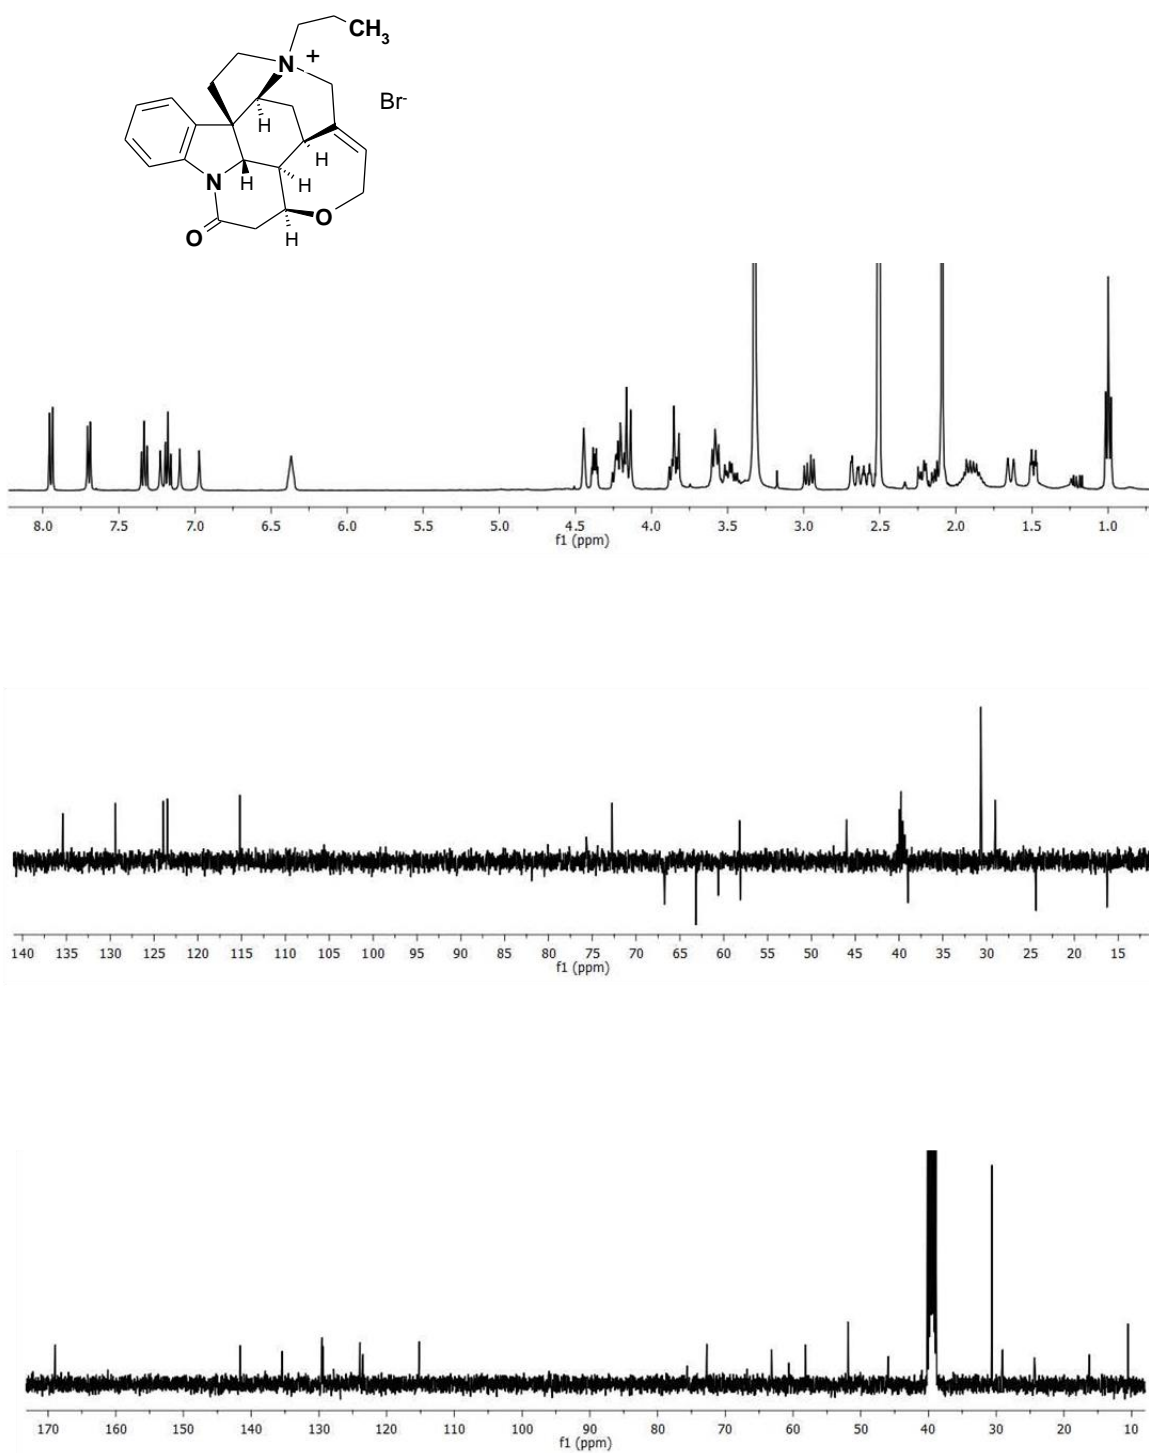 CH3
N +
Br-
H
H
N H H
O
O H
8.0 7.5 7.0 6.5 6.0 5.5 5.0 4.5 4.0 3.5 3.0 2.5 2.0 1.5 1.0
f1 (ppm)
140 135 130 125 120 115 110 105 100 95 90 85 80 75 70 65 60 55 50 45 40 35 30 25 20 15
f1 (ppm)
170 160 150 140 130 120 110 100 90 80 70 60 50 40 30 20 10
f1 (ppm)